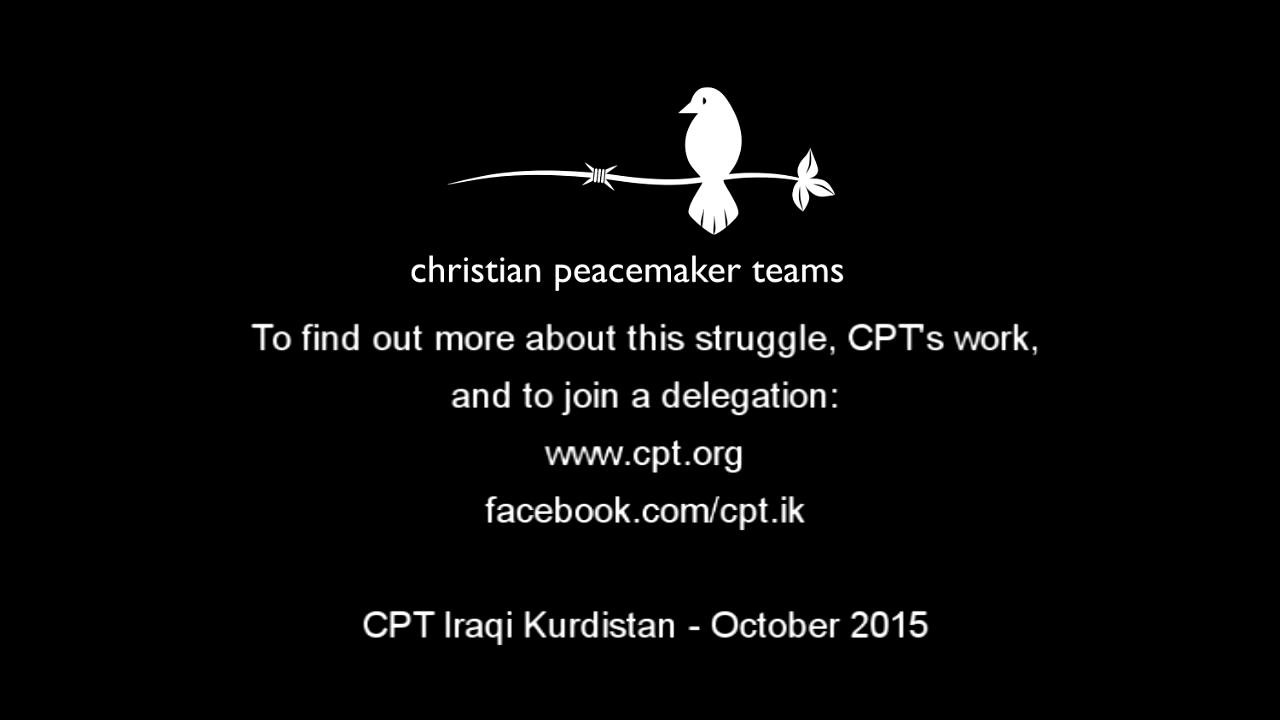 christian peacemaker teams
To find out more about this struggle, CPT's work,
and to join a delegation:
www.cpt.org
facebook.com/cpt.ik
CPT Iraqi Kurdistan - October 2015